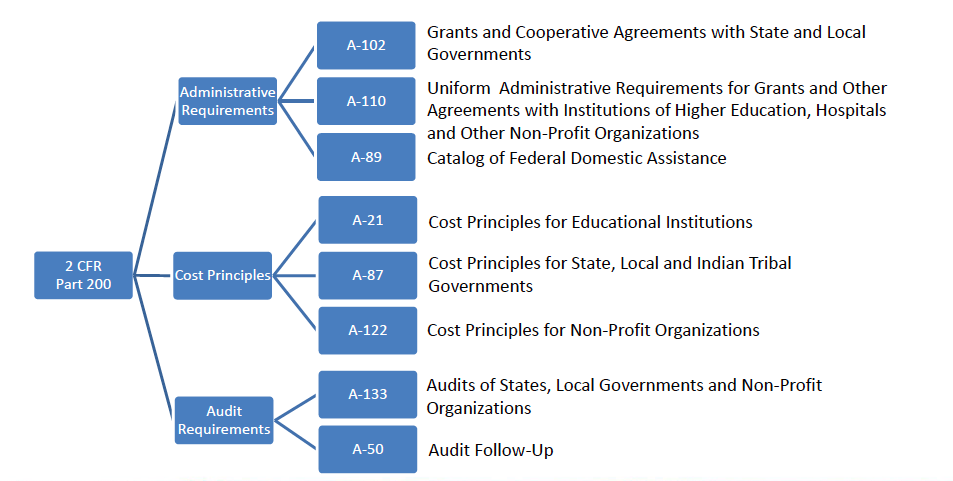 A-102
Grants and Cooperative Agreements with State and Local
Governments
Administrative
Requirements
A-110
Uniform  Administrative Requirements for Grants and Other
Agreements with Institutions of Higher Education, Hospitals
and Other Non-Profit Organizations
A-89
Catalog of Federal Domestic Assistance
A-21
Cost Principles for Educational Institutions
2 CFR
Part 200
Cost Principles
A-87
Cost Principles for State, Local and Indian Tribal
Governments
A-122
Cost Principles for Non-Profit Organizations
A-133
Audits of States, Local Governments and Non-Profit
Organizations
Audit
Requirements
A-50
Audit Follow-Up